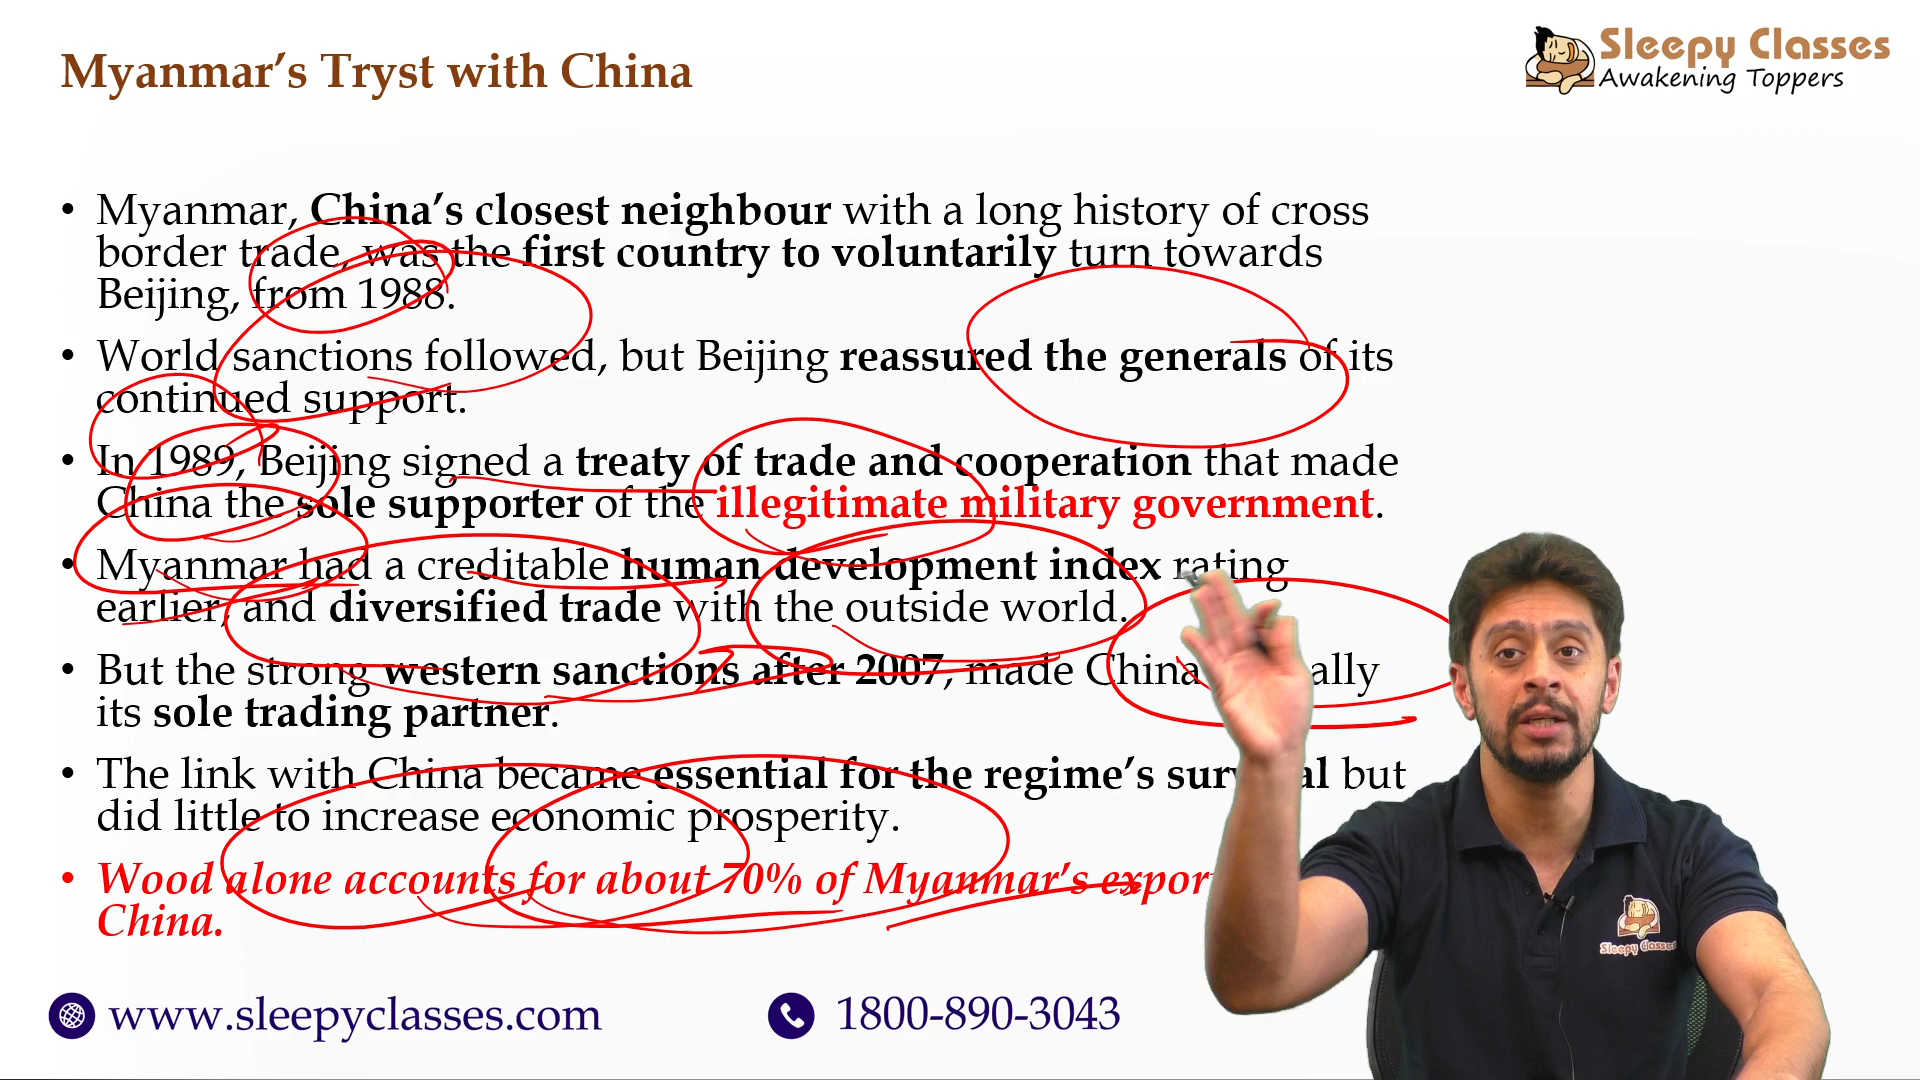 Myanmar’s Tryst with China
Sleepy Classes
Awakening Toppers
• Myanmar, China’s closest neighbour with a long history of cross
border trade, was the first country to voluntarily turn towards
Beijing, from 1988.
• World sanctions followed, but Beijing reassured the generals of its
continued support.
• In 1989, Beijing signed a treaty of trade and cooperation that made
China the sole supporter of the illegitimate military government.
• Myanmar had a creditable human development index rating
earlier, and diversified trade with the outside world.
• But the strong western sanctions after 2007, made China
its sole trading partner.
• The link with China became essential for the regime’s but
did little to increase economic prosperity.
• Wood alone accounts for about 70% of Myanmar’s
China.
www.sleepyclasses.com
1800-890-3043
Sleepy Classes